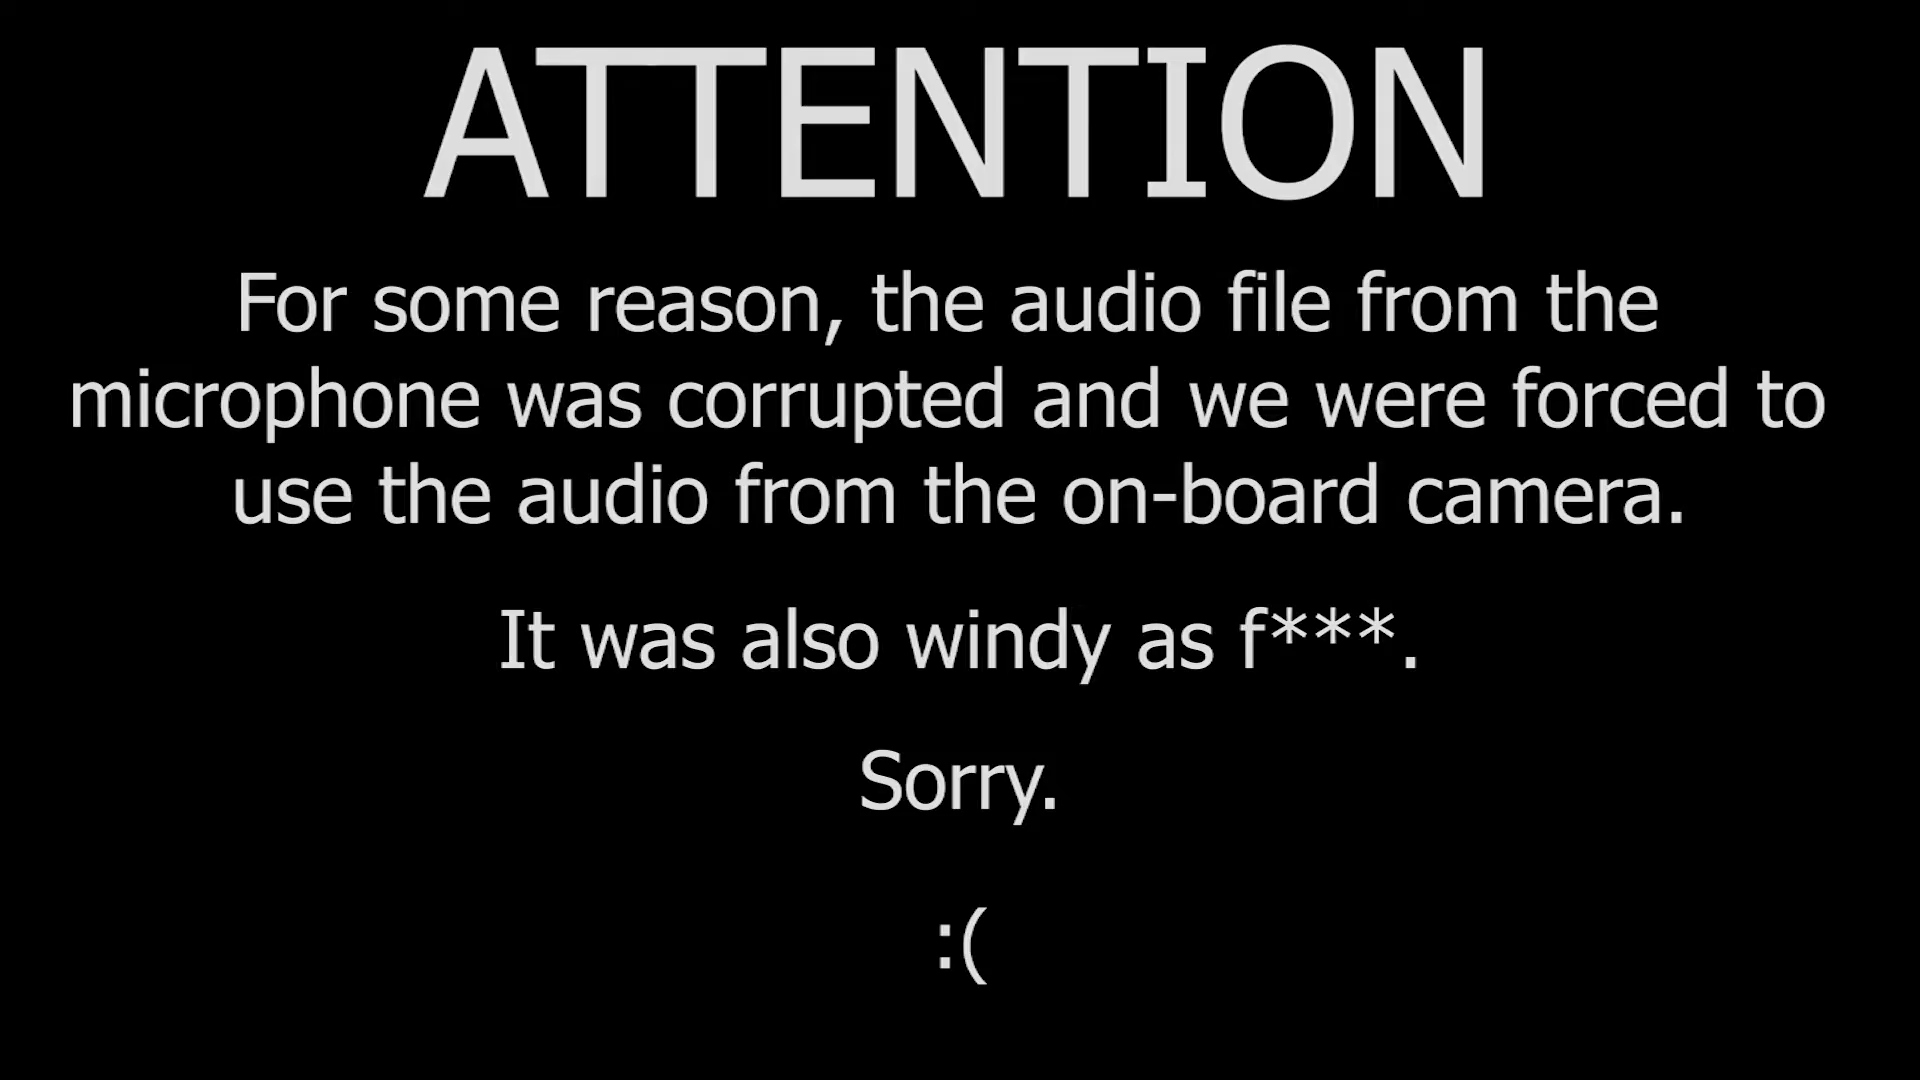 ATTENTION
For some reason, the audio file from the
microphone was corrupted and we were forced to
use the audio from the on-board camera.
It was also windy as f***.
Sorry.
:(